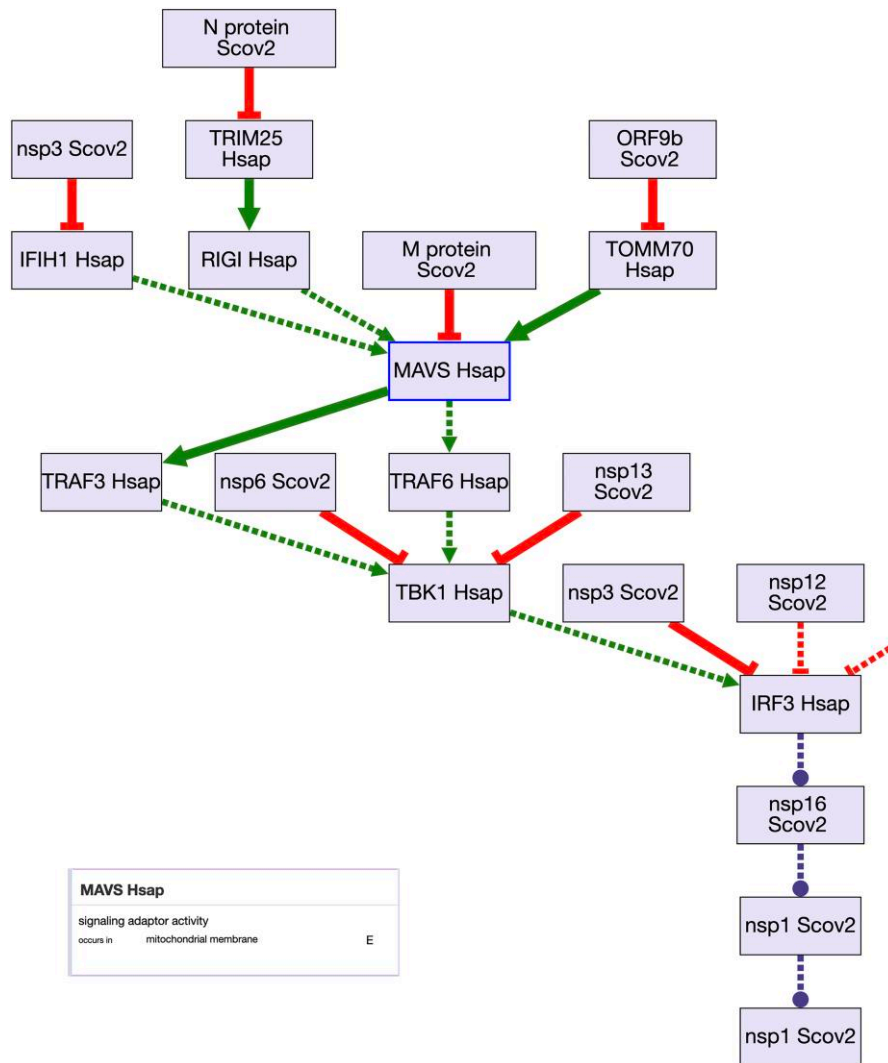 N protein
Scov2
nsp3 Scov2
TRIM25
Hsap
ORF9b
Scov2
IFIH1 Hsap
RIGI Hsap
M protein
Scov2
TOMM70
Hsap
MAVS Hsap
TRAF3 Hsap
nsp6 Scov2
TRAF6 Hsap
nsp13
Scov2
TBK1 Hsap
nsp3 Scov2
nsp12
Scov2
IRF3 Hsap
nsp16
Scov2
MAVS Hsap
signaling adaptor activity
occurs in mitochondrial membrane E
nsp1 Scov2
nsp1 Scov2